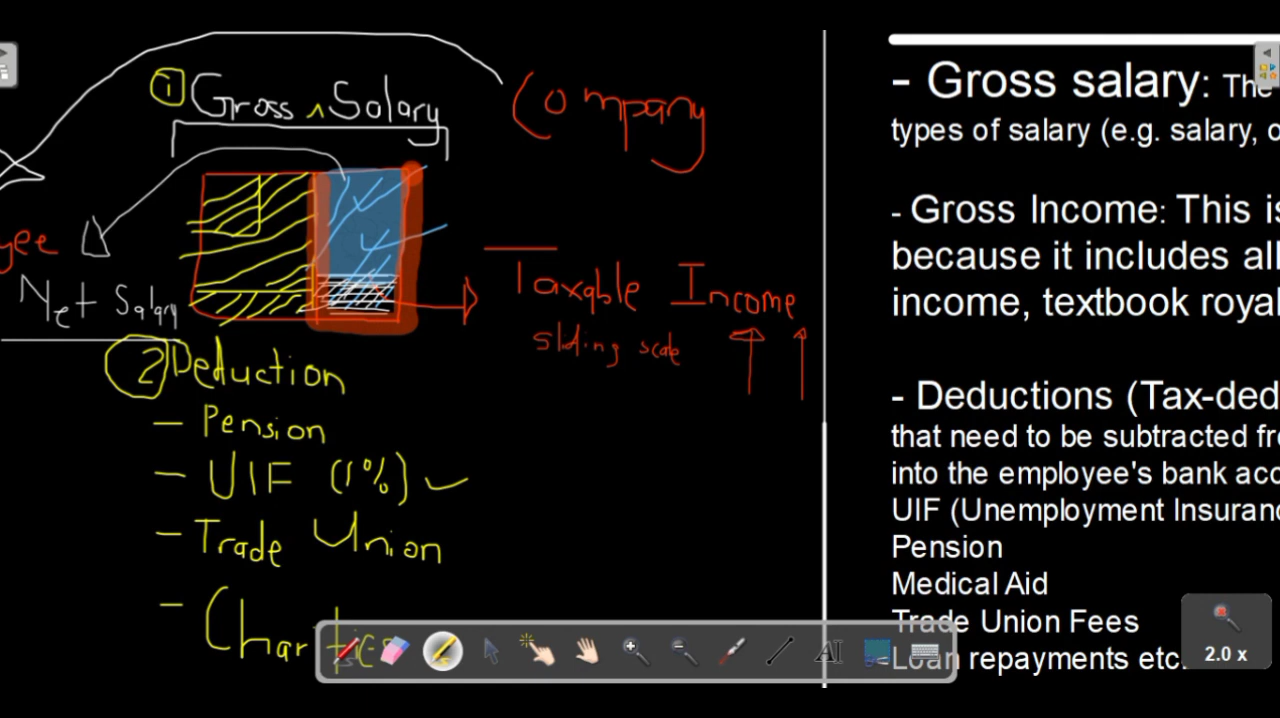 ① Gross ^ Salary
Company
yee
Net Salary
Taxable Income
sliding scale
② Deduction
- Pension
- UIF (1%) ✓
- Trade Union
- Charties
- Gross salary: The
types of salary (e.g. salary, o
- Gross Income: This is
because it includes all
income, textbook royal
- Deductions (Tax-ded
that need to be subtracted fr
into the employee's bank acc
UIF (Unemployment Insuranc
Pension
Medical Aid
Trade Union Fees
Loan repayments etc.
2.0 x